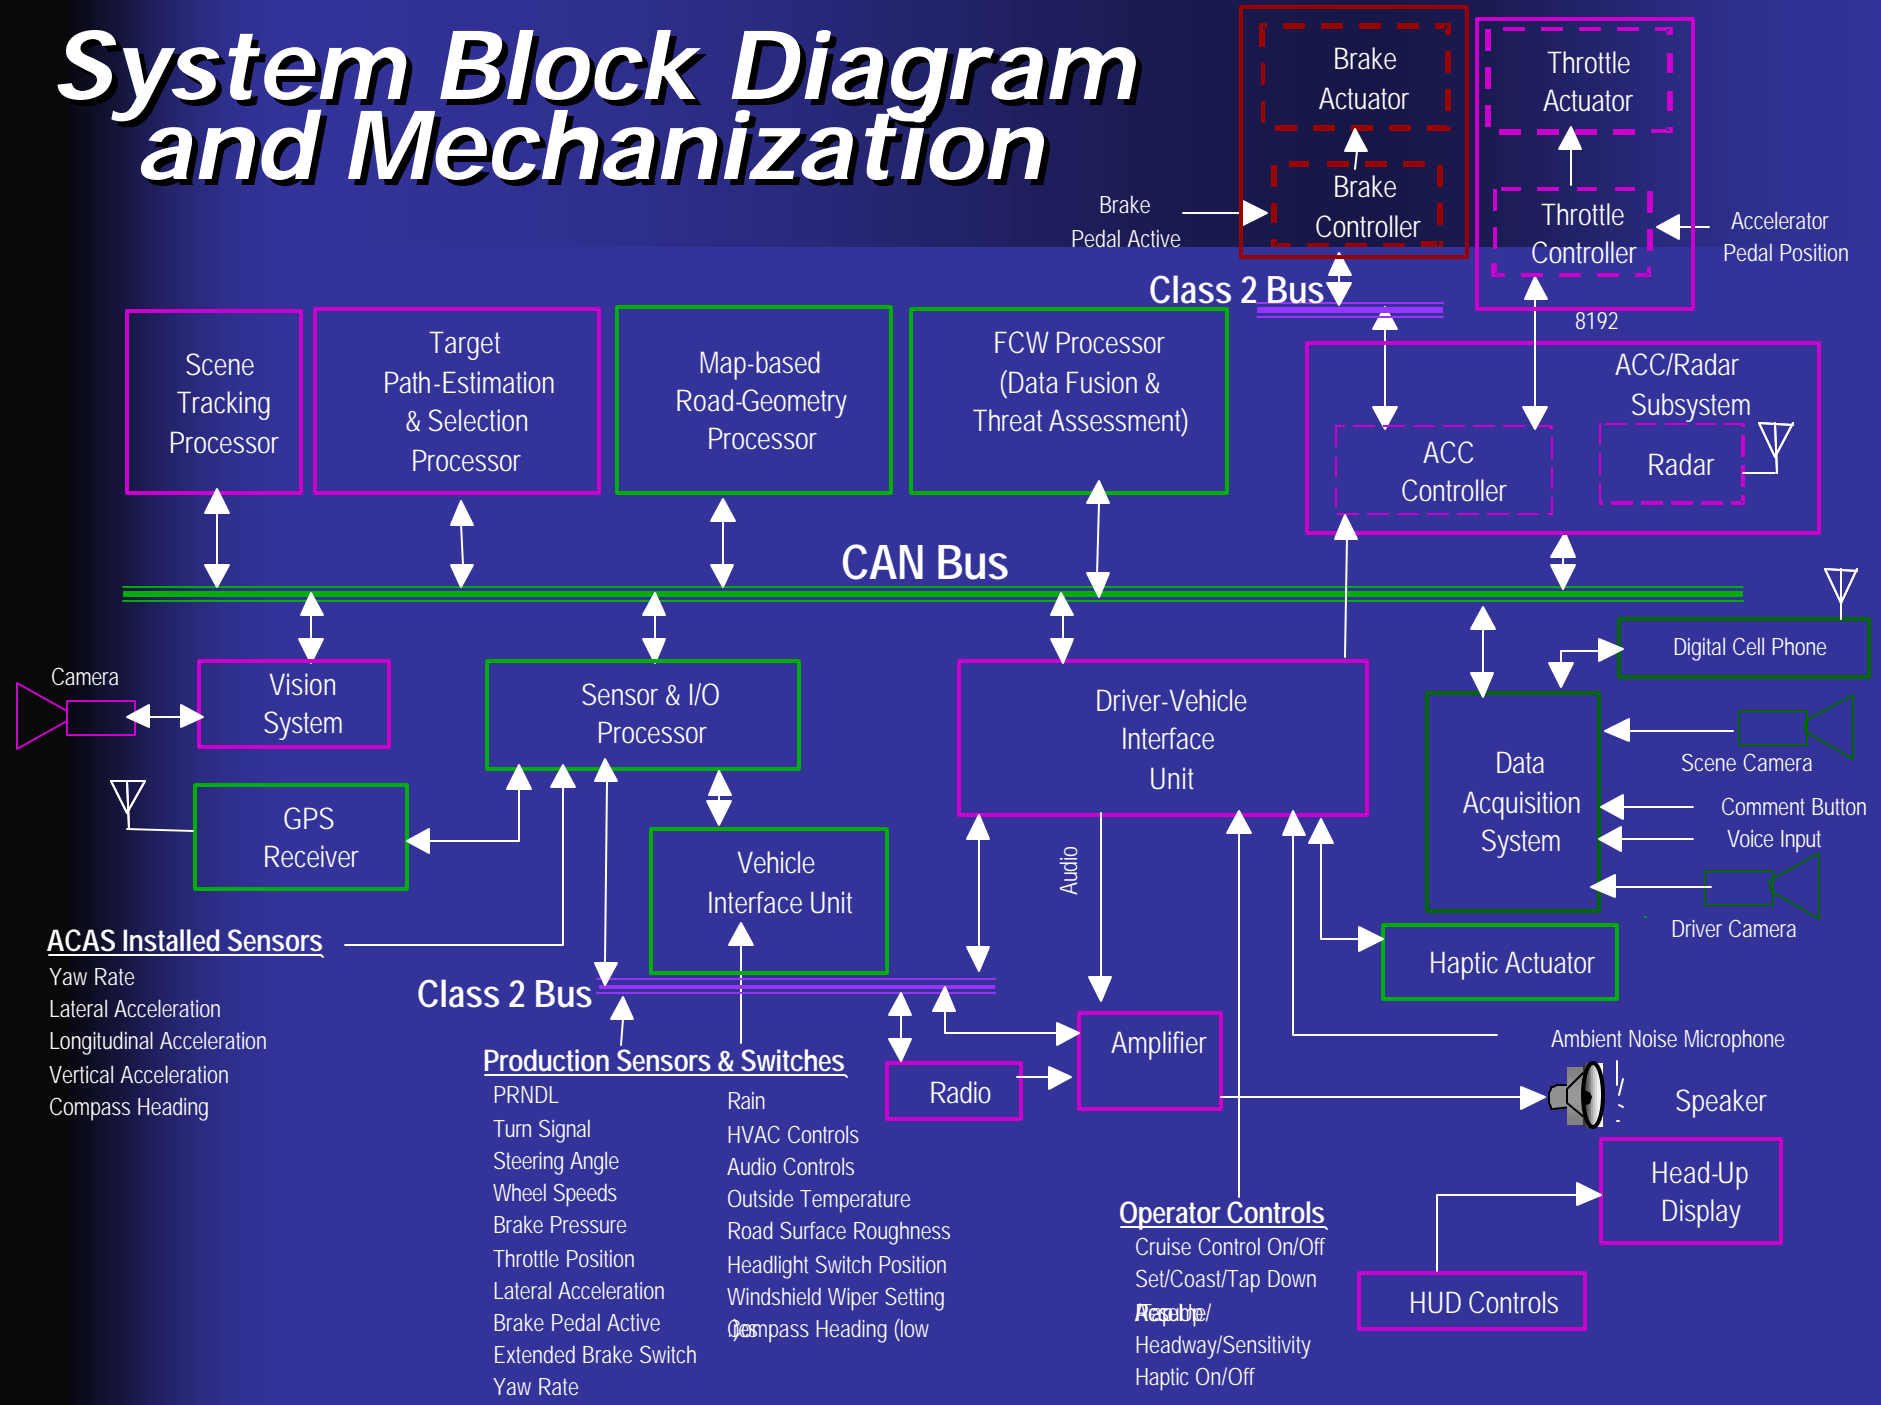 System Block Diagram
and Mechanization
Brake
Actuator
Brake
Controller
Throttle
Actuator
Throttle
Controller
Brake
Pedal Active
Accelerator
Pedal Position
Class 2 Bus
8192
Scene
Tracking
Processor
Target
Path-Estimation
& Selection
Processor
Map-based
Road-Geometry
Processor
FCW Processor
(Data Fusion &
Threat Assessment)
ACC/Radar
Subsystem
ACC
Controller
Radar
CAN Bus
Camera
Vision
System
Sensor & I/O
Processor
Driver-Vehicle
Interface
Unit
Digital Cell Phone
Data
Acquisition
System
Scene Camera
Comment Button
Voice Input
Driver Camera
GPS
Receiver
Vehicle
Interface Unit
Audio
Haptic Actuator
ACAS Installed Sensors
Yaw Rate
Lateral Acceleration
Longitudinal Acceleration
Vertical Acceleration
Compass Heading
Class 2 Bus
Production Sensors & Switches
PRNDL
Turn Signal
Steering Angle
Wheel Speeds
Brake Pressure
Throttle Position
Lateral Acceleration
Brake Pedal Active
Extended Brake Switch
Yaw Rate
Rain
HVAC Controls
Audio Controls
Outside Temperature
Road Surface Roughness
Headlight Switch Position
Windshield Wiper Setting
Compass Heading (low
Radio
Amplifier
Ambient Noise Microphone
Speaker
Head-Up
Display
HUD Controls
Operator Controls
Cruise Control On/Off
Set/Coast/Tap Down
Headway/Sensitivity
Haptic On/Off